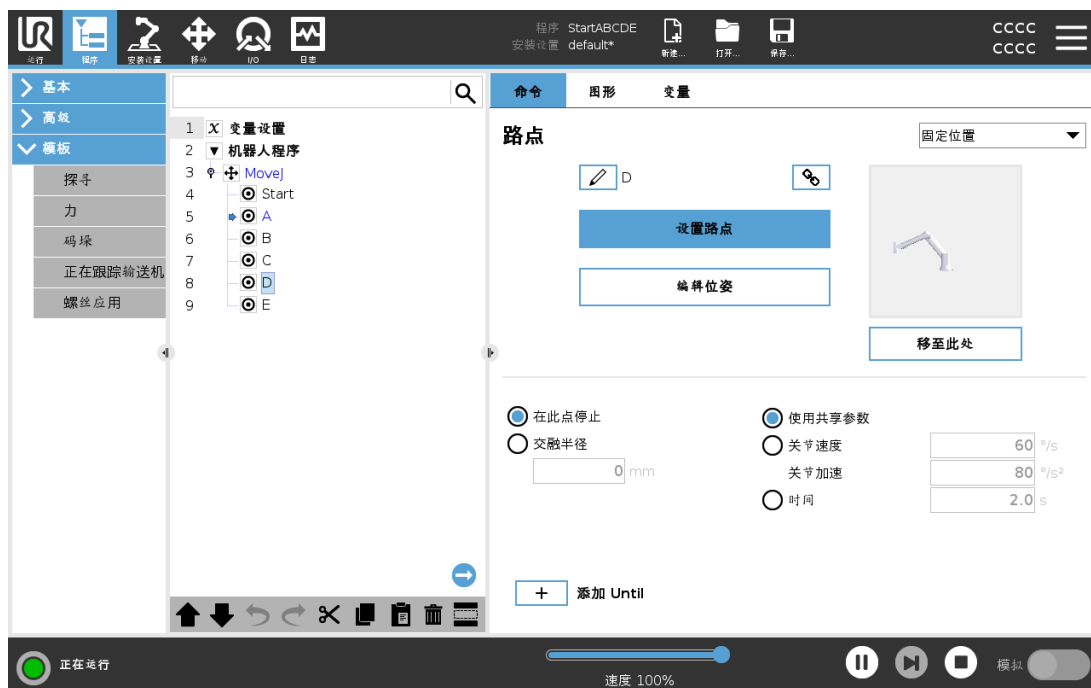 程序 StartABCDE
安装设置 default*
CCCC
CCCC
运行 程序 安装设置 移动 I/O 日志 新建... 打开... 保存...
基本
高级
模板
探寻
力
码垛
正在跟踪输送机
螺丝应用
1 X 变量设置
2 机器人程序
3 MoveJ
4 Start
5 A
6 B
7 C
8 D
9 E
命令 图形 变量
路点
固定位置
D
设置路点
编辑位姿
移至此处
在此点停止
交融半径
0 mm
使用共享参数
关节速度 60 °/s
关节加速 80 °/s²
时间 2.0 s
+ 添加 Until
正在运行
速度 100%
模拟